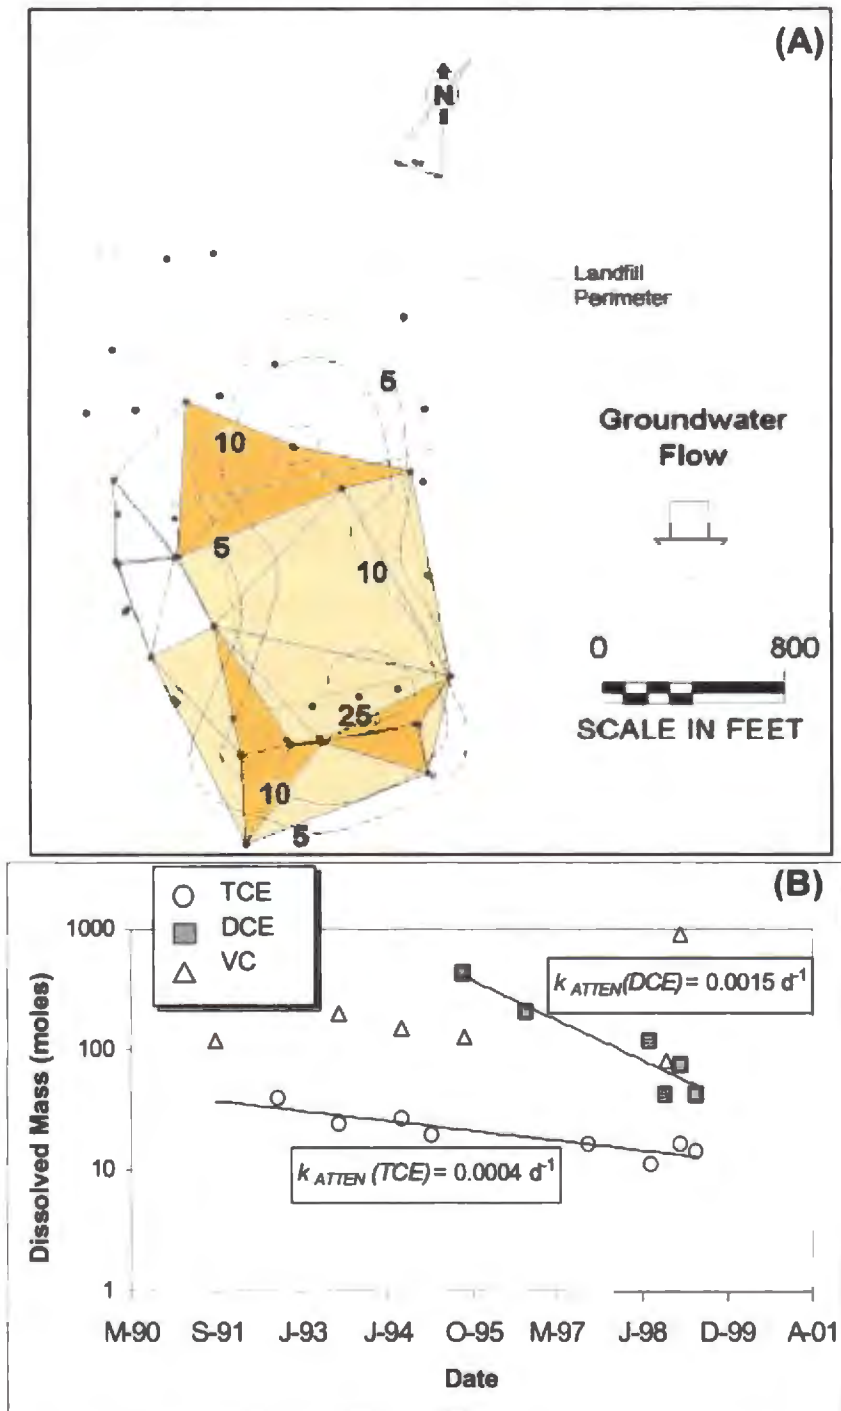 (A)
N
Landfill
Perimeter
5
10
Groundwater
Flow
5
10
0 800
SCALE IN FEET
25
10
5
(B)
TCE
DCE
VC
1000
100
10
1
k ATTEN(DCE) = 0.0015 d-1
k ATTEN (TCE) = 0.0004 d-1
Dissolved Mass (moles)
M-90 S-91 J-93 J-94 O-95 M-97 J-98 D-99 A-01
Date